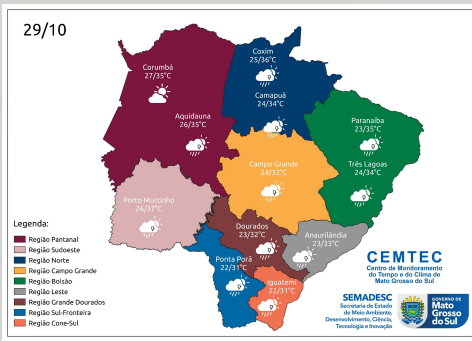 29/10
Corumbá
27/35°C
Aquidauna
26/35°C
Coxim
25/36°C
Camapuã
24/34°C
Paranaíba
23/35°C
Três Lagoas
24/34°C
Campo Grande
24/32°C
Porto Murtinho
26/37°C
Dourados
23/32°C
Anaurilândia
23/33°C
Ponta Porã
22/31°C
Iguatemi
22/31°C
Legenda:
Região Pantanal
Região Sudoeste
Região Norte
Região Campo Grande
Região Bolsão
Região Leste
Região Grande Dourados
Região Sul-Fronteira
Região Cone-Sul
CEMTEC
Centro de Monitoramento
do Tempo e do Clima de
Mato Grosso do Sul
SEMADESC
Secretaria de Estado
de Meio Ambiente,
Desenvolvimento, Ciência,
Tecnologia e Inovação
GOVERNO DE
Mato
Grosso
do Sul